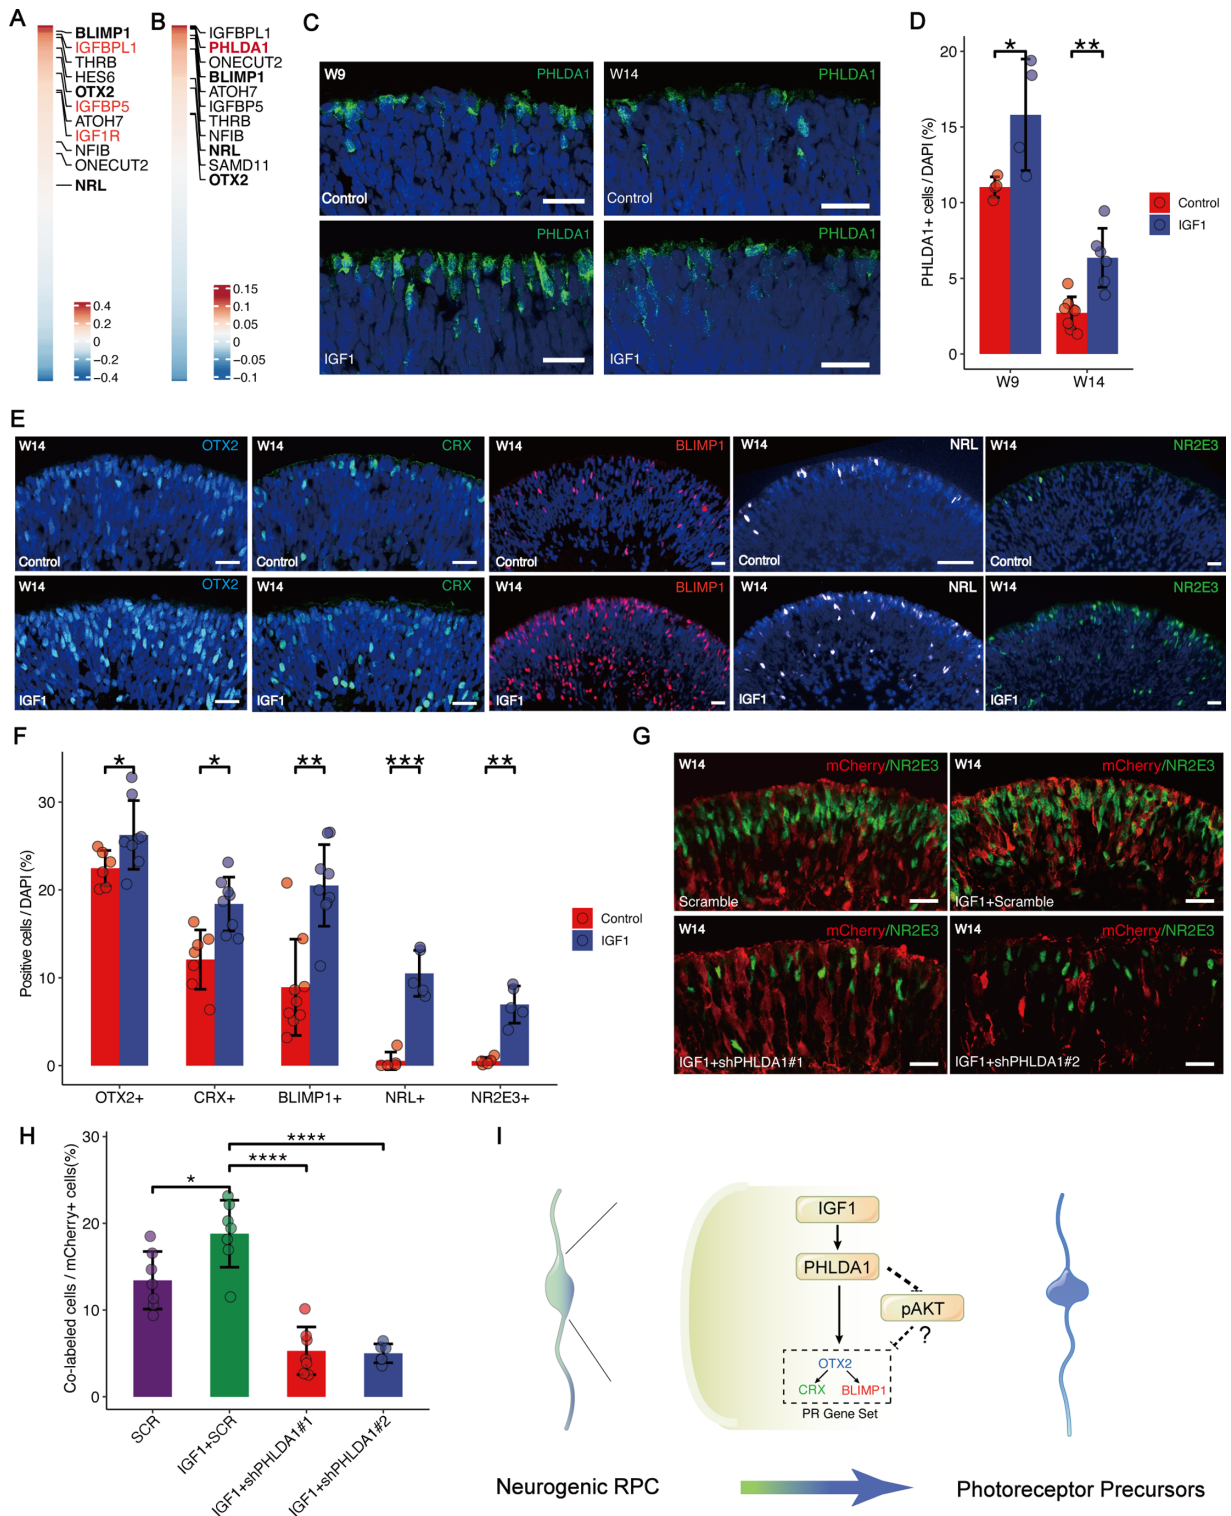 A
BLIMP1
IGFBPL1
THRB
HES6
OTX2
IGFBP5
ATOH7
IGF1R
NFIB
ONECUT2
NRL
0.4
0.2
0
−0.2
−0.4
B
IGFBPL1
PHLDA1
ONECUT2
BLIMP1
ATOH7
IGFBP5
THRB
NFIB
NRL
SAMD11
OTX2
0.15
0.10
0.05
0
−0.05
−0.1
C
W9 PHLDA1
Control
W14 PHLDA1
Control
PHLDA1
IGF1
PHLDA1
IGF1
D
PHLDA1+ cells / DAPI (%)
20
15
10
5
0
* **
W9 W14
Control
IGF1
E
W14 OTX2
Control
W14 CRX
Control
W14 BLIMP1
Control
W14 NRL
Control
W14 NR2E3
Control
W14 OTX2
IGF1
W14 CRX
IGF1
W14 BLIMP1
IGF1
W14 NRL
IGF1
W14 NR2E3
IGF1
F
Positive cells / DAPI (%)
30
20
10
0
* * ** *** **
OTX2+ CRX+ BLIMP1+ NRL+ NR2E3+
Control
IGF1
G
W14 mCherry/NR2E3
Scramble
W14 mCherry/NR2E3
IGF1+Scramble
W14 mCherry/NR2E3
IGF1+shPHLDA1#1
W14 mCherry/NR2E3
IGF1+shPHLDA1#2
H
Co-labeled cells / mCherry+ cells(%)
30
20
10
0
*
****
****
SCR
IGF1+SCR
IGF1+shPHLDA1#1
IGF1+shPHLDA1#2
I
IGF1
PHLDA1
pAKT
?
OTX2
CRX BLIMP1
PR Gene Set
Neurogenic RPC
Photoreceptor Precursors